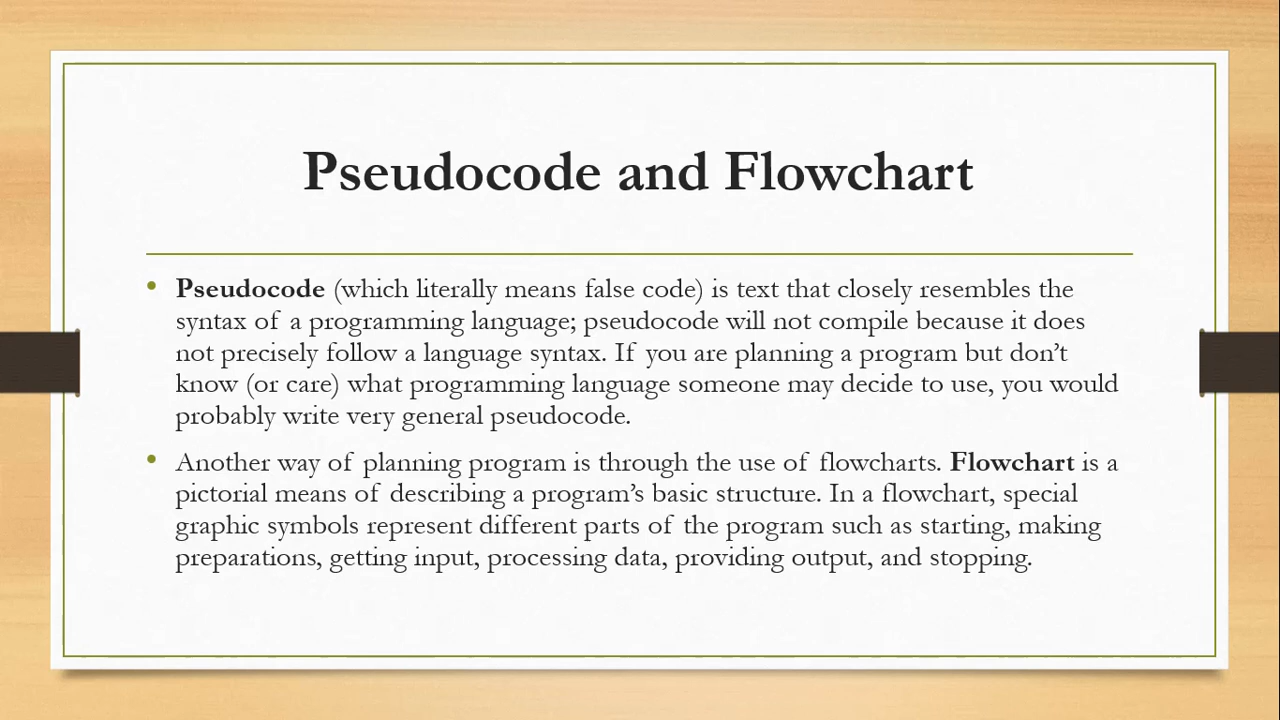 Pseudocode and Flowchart
• Pseudocode (which literally means false code) is text that closely resembles the
syntax of a programming language; pseudocode will not compile because it does
not precisely follow a language syntax. If you are planning a program but don’t
know (or care) what programming language someone may decide to use, you would
probably write very general pseudocode.
• Another way of planning program is through the use of flowcharts. Flowchart is a
pictorial means of describing a program’s basic structure. In a flowchart, special
graphic symbols represent different parts of the program such as starting, making
preparations, getting input, processing data, providing output, and stopping.